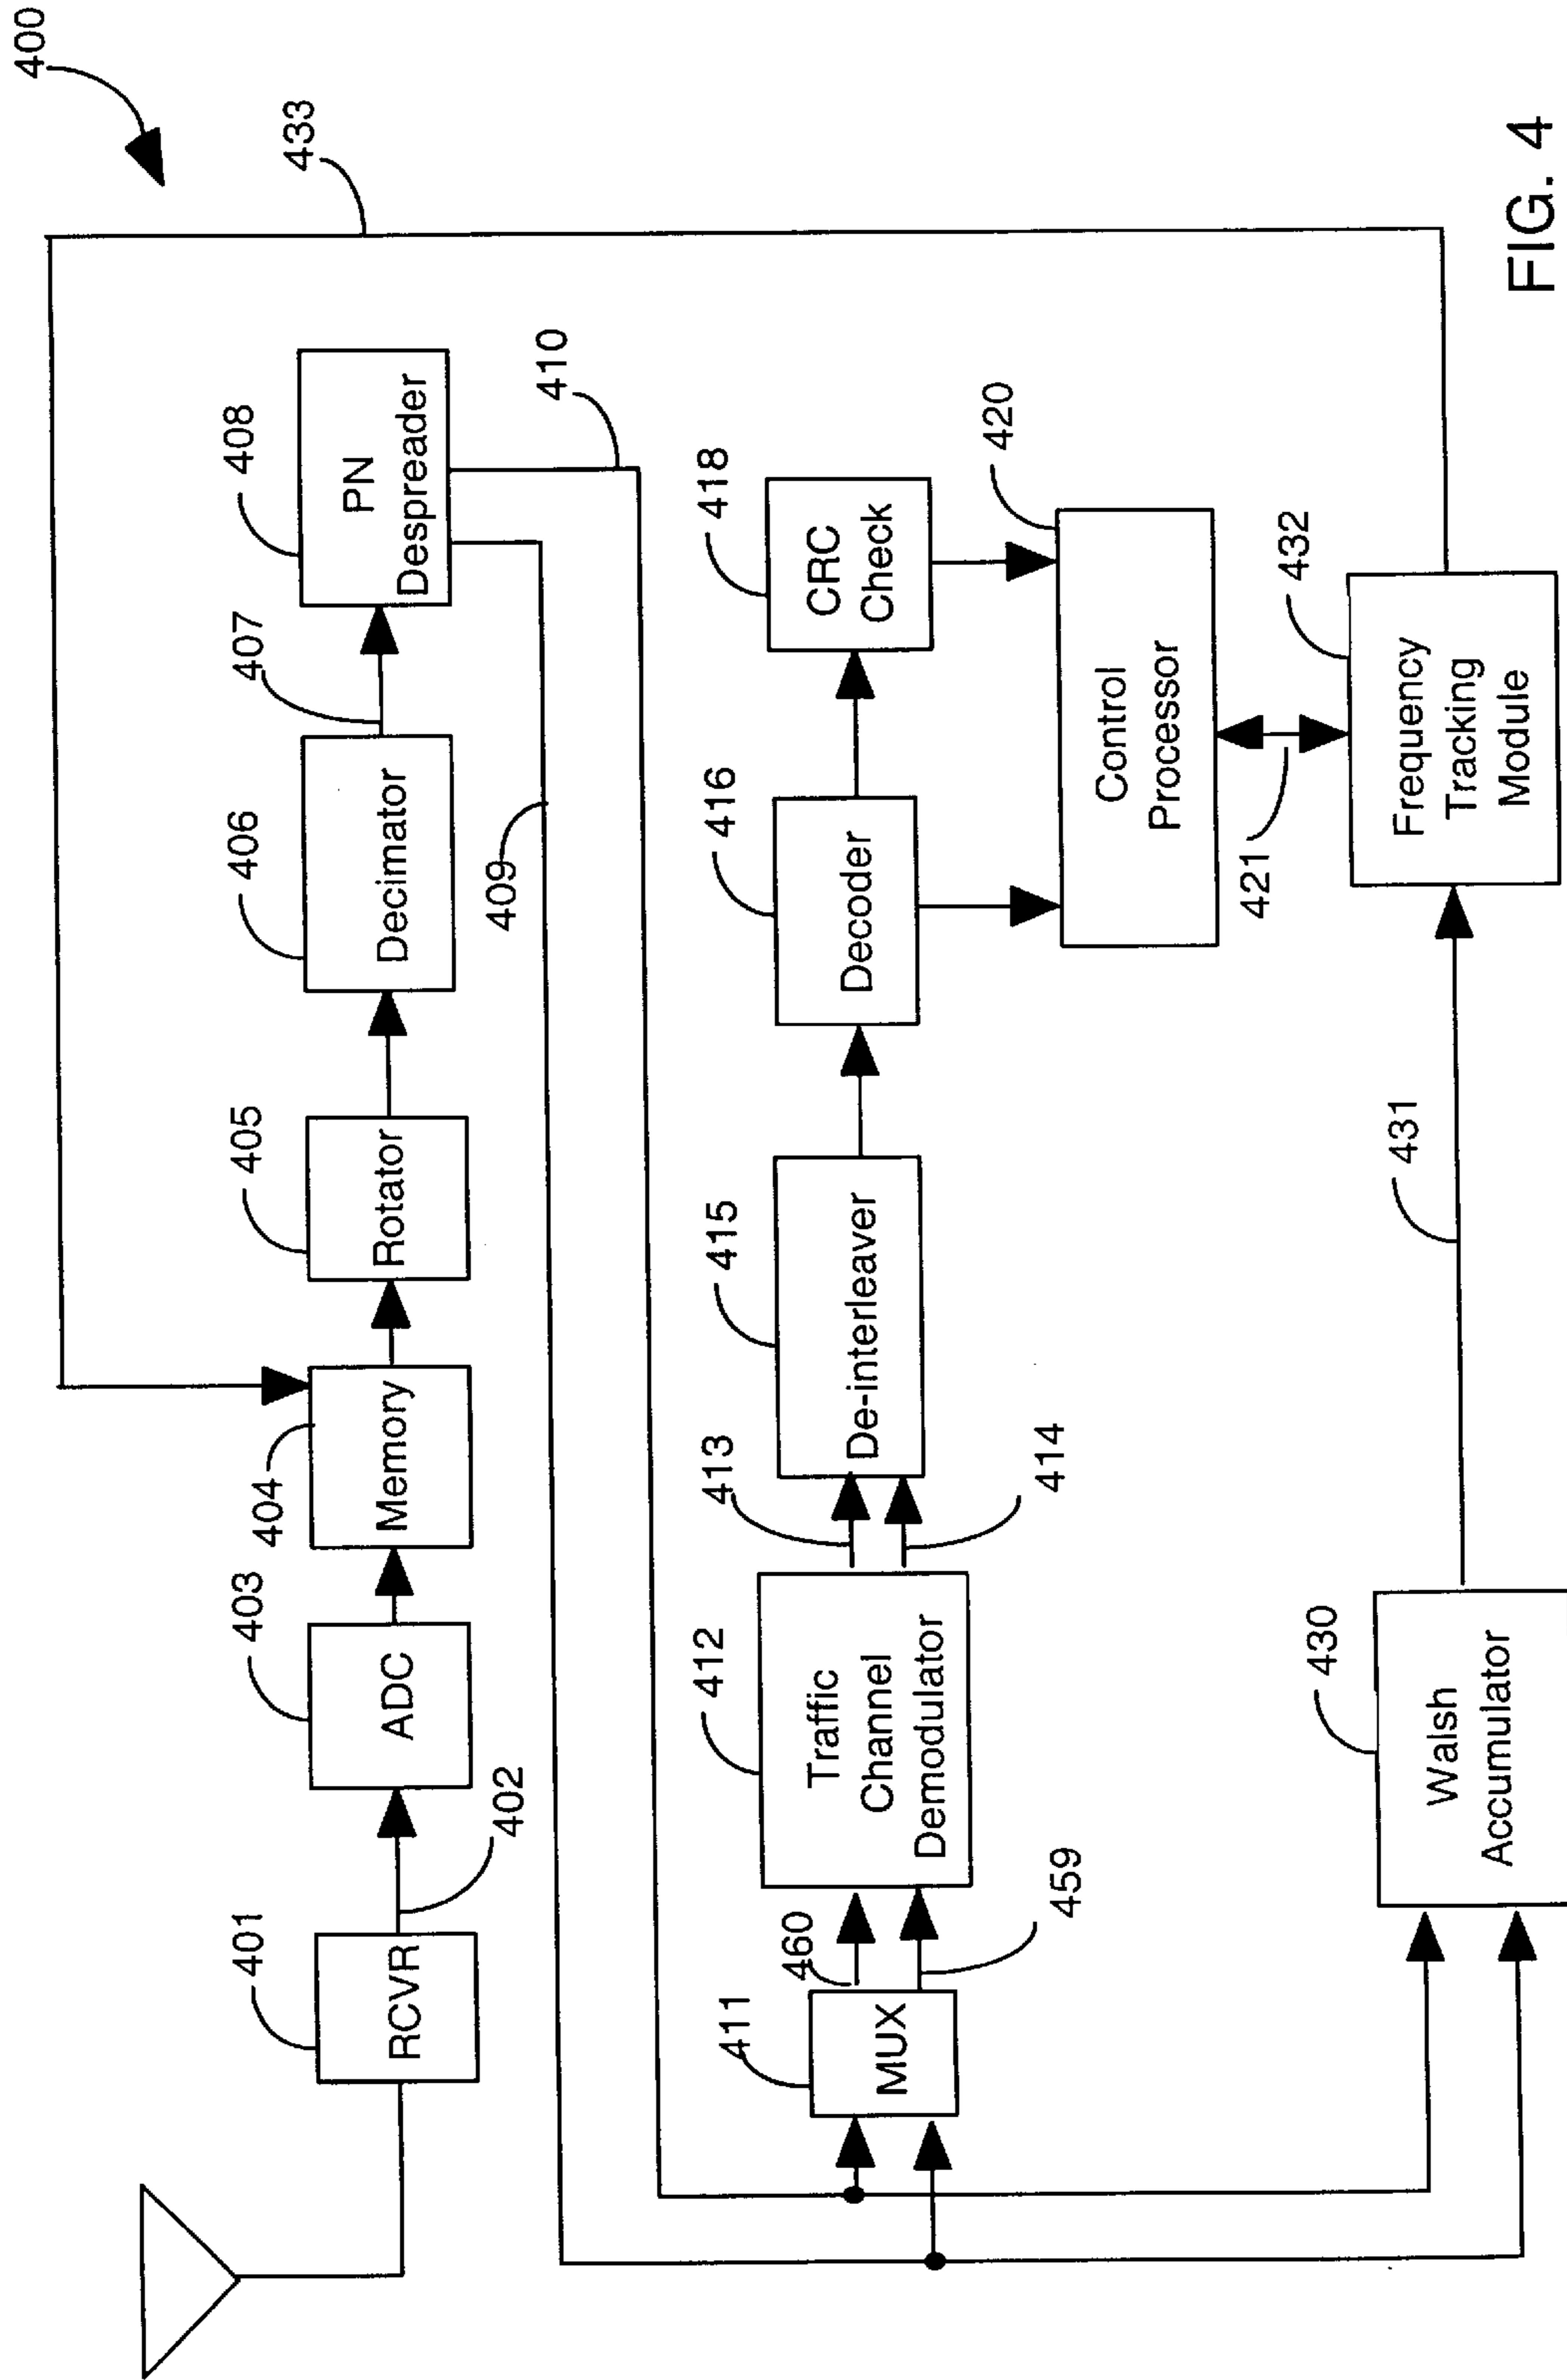 400
433
401
RCVR
402
403
ADC
404
Memory
405
Rotator
406
Decimator
407
408
PN
Despreader
409
410
411
MUX
460
459
412
Traffic
Channel
Demodulator
413
414
415
De-interleaver
416
Decoder
418
CRC
Check
420
Control
Processor
421
430
Walsh
Accumulator
431
432
Frequency
Tracking
Module
FIG. 4